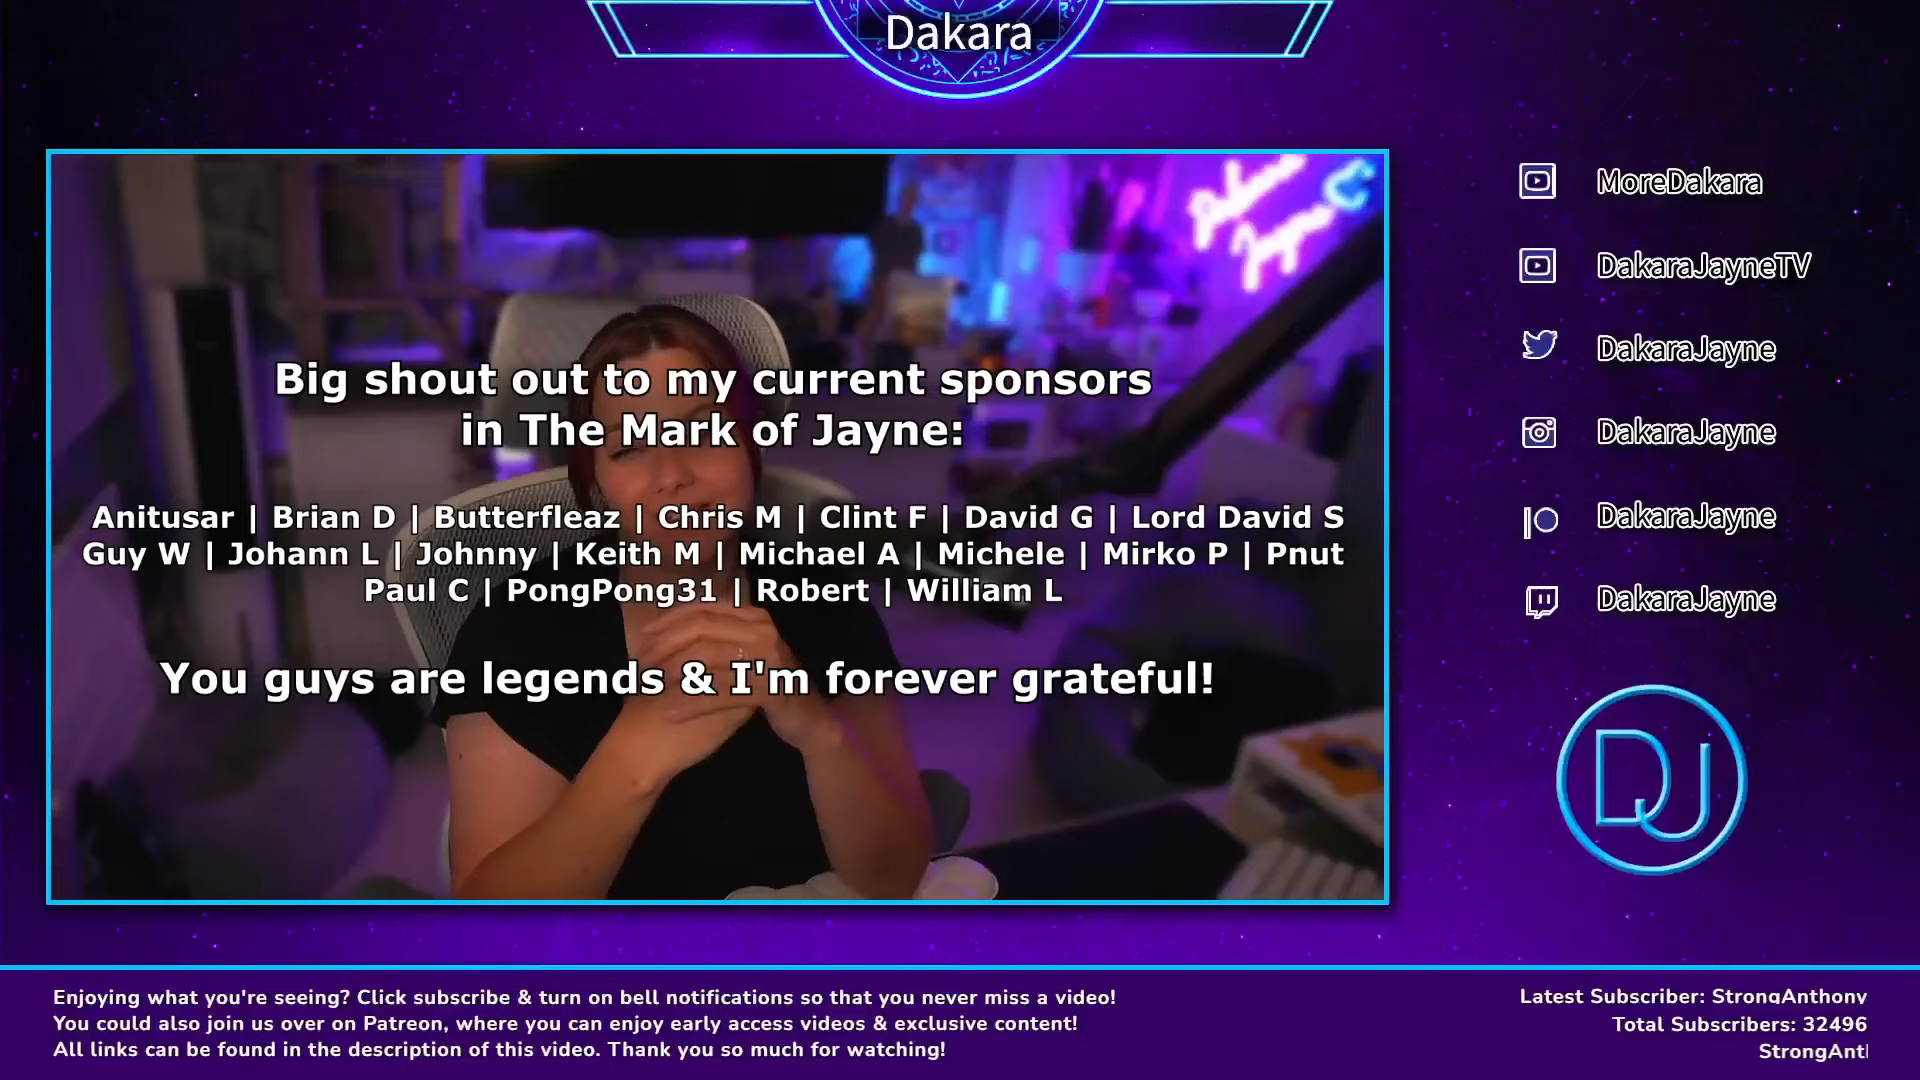 Dakara
Dakara
Jayne
Big shout out to my current sponsors
in The Mark of Jayne:
Anitusar | Brian D | Butterfleaz | Chris M | Clint F | David G | Lord David S
Guy W | Johann L | Johnny | Keith M | Michael A | Michele | Mirko P | Pnut
Paul C | PongPong31 | Robert | William L
You guys are legends & I'm forever grateful!
MoreDakara
DakaraJayneTV
DakaraJayne
DakaraJayne
DakaraJayne
DakaraJayne
DJ
Enjoying what you're seeing? Click subscribe & turn on bell notifications so that you never miss a video!
You could also join us over on Patreon, where you can enjoy early access videos & exclusive content!
All links can be found in the description of this video. Thank you so much for watching!
Latest Subscriber: StrongAnthony
Total Subscribers: 32496
StrongAnt